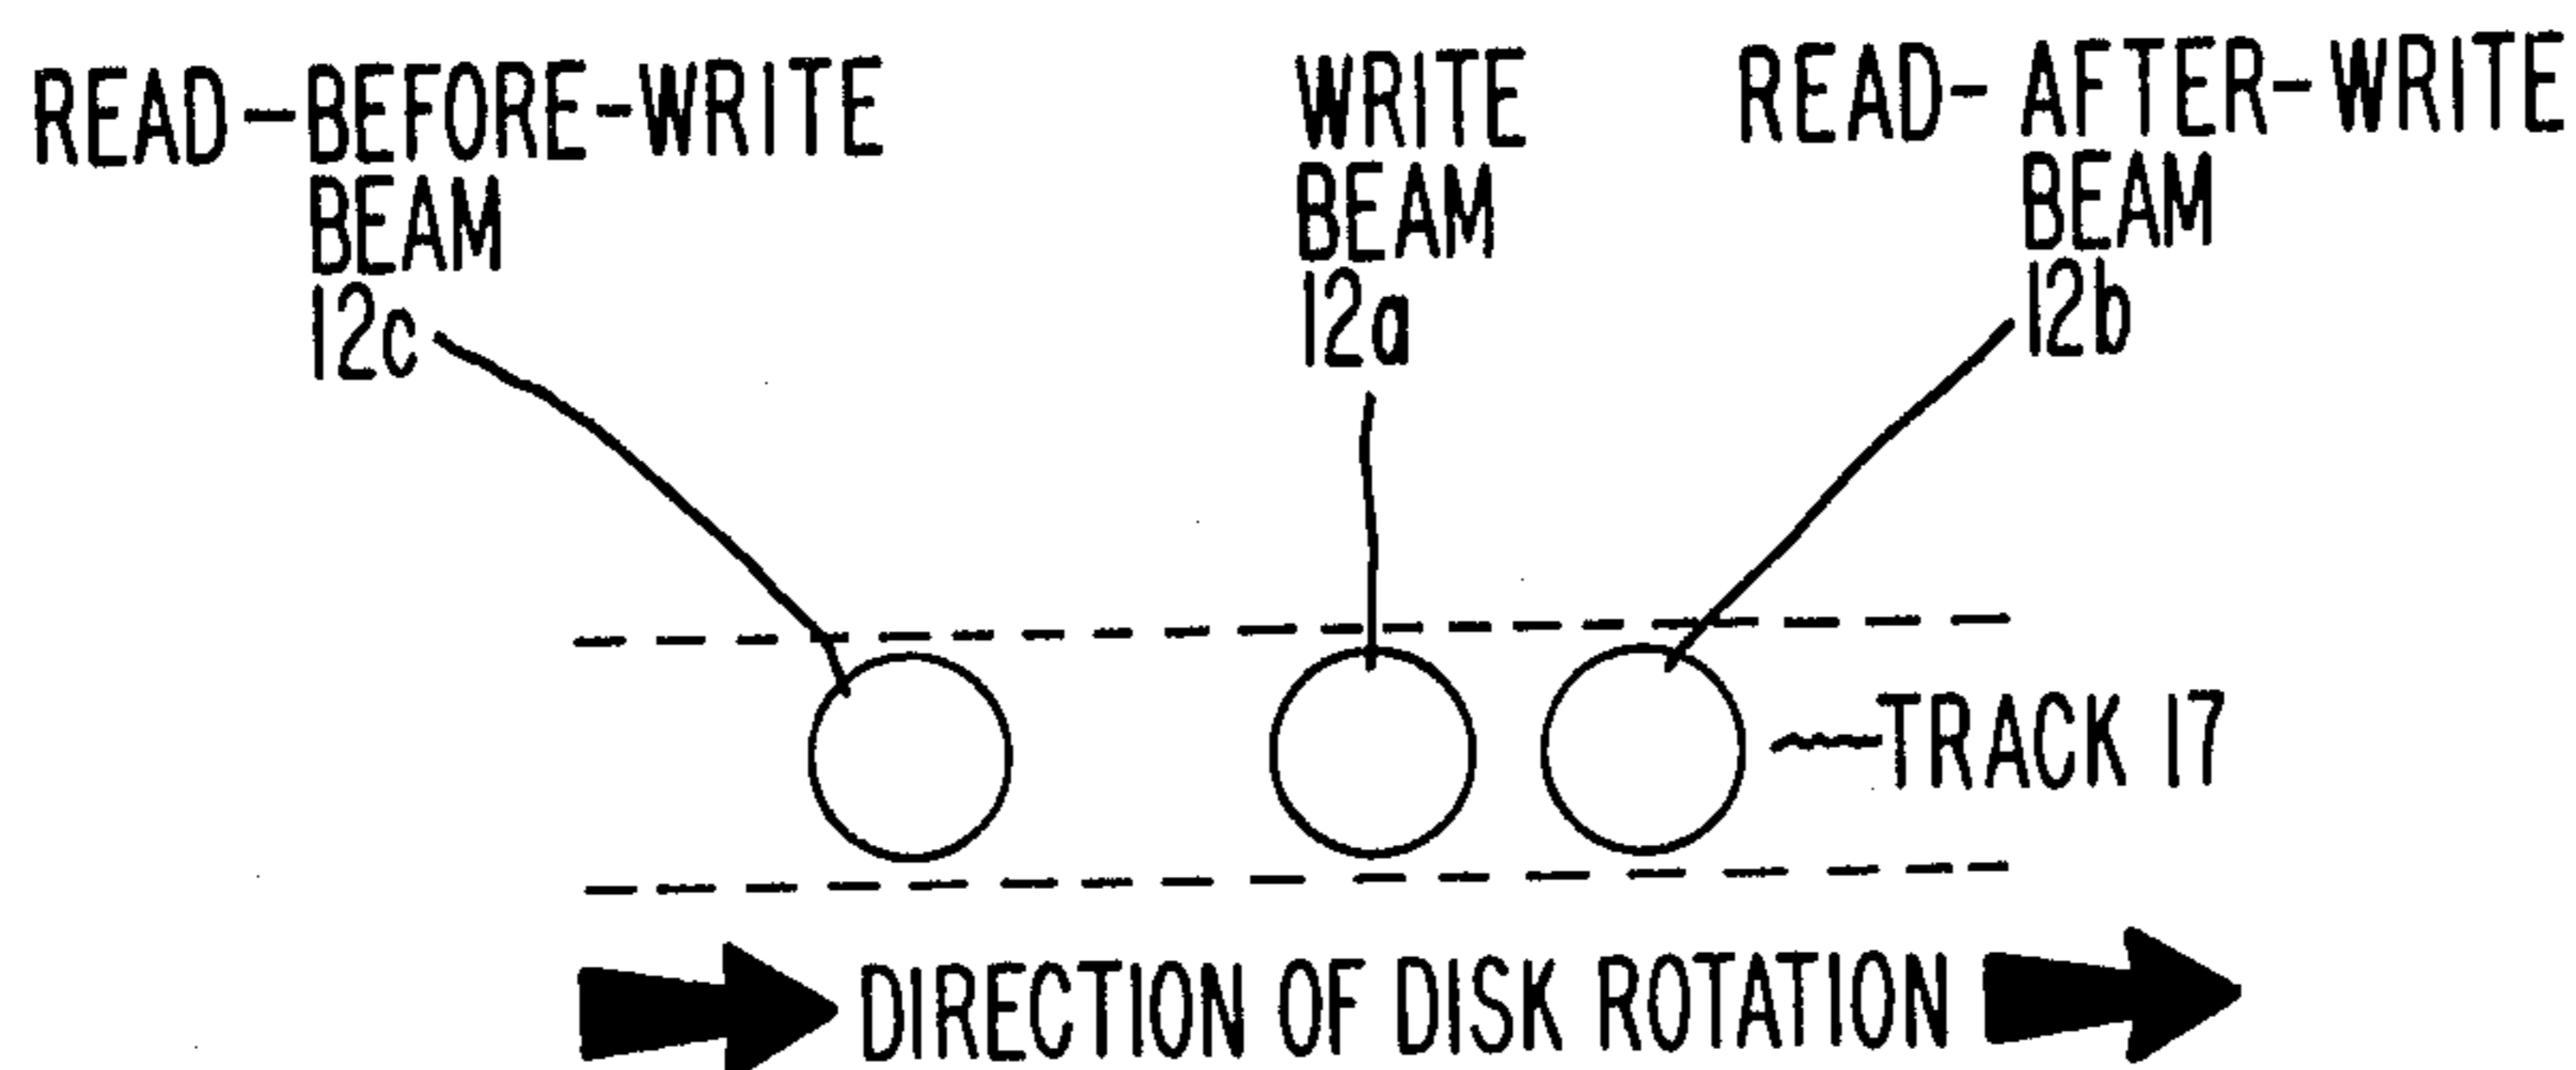 READ-BEFORE-WRITE
BEAM
12c
WRITE
BEAM
12a
READ-AFTER-WRITE
BEAM
12b
TRACK 17
DIRECTION OF DISK ROTATION